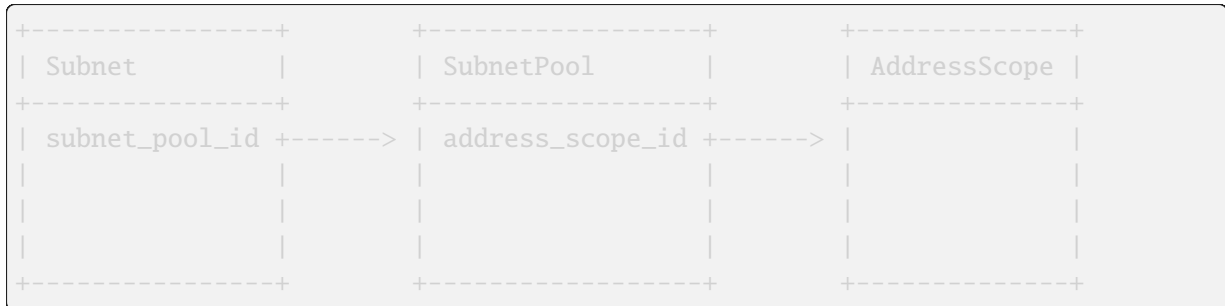 +----------------+       +------------------+       +--------------+
| Subnet         |       | SubnetPool       |       | AddressScope |
+----------------+       +------------------+       +--------------+
| subnet_pool_id +------> | address_scope_id +------> |              |
|                |       |                  |       |              |
|                |       |                  |       |              |
|                |       |                  |       |              |
+----------------+       +------------------+       +--------------+